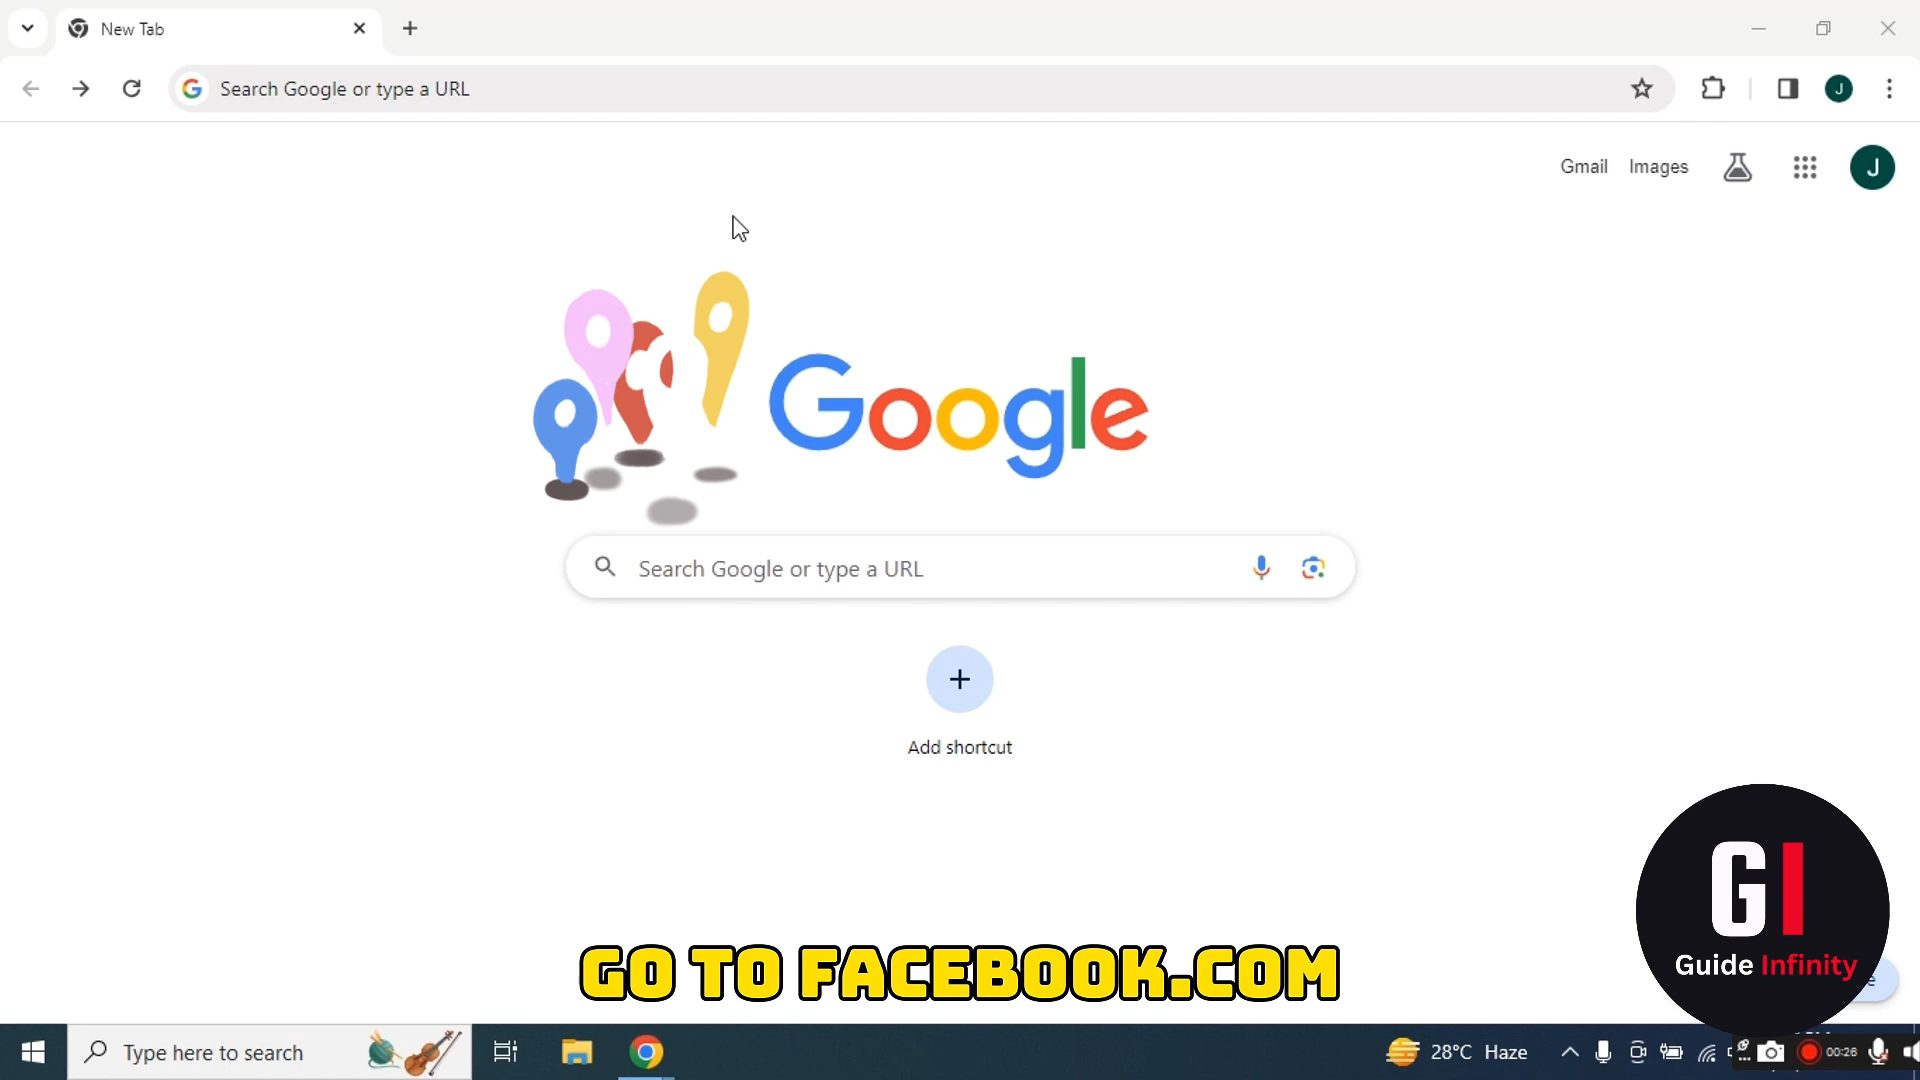 New Tab
Search Google or type a URL
J
Gmail Images
J
Google
Search Google or type a URL
Add shortcut
GI
Guide Infinity
GO TO FACEBOOK.COM
Type here to search
28°C Haze
00:26